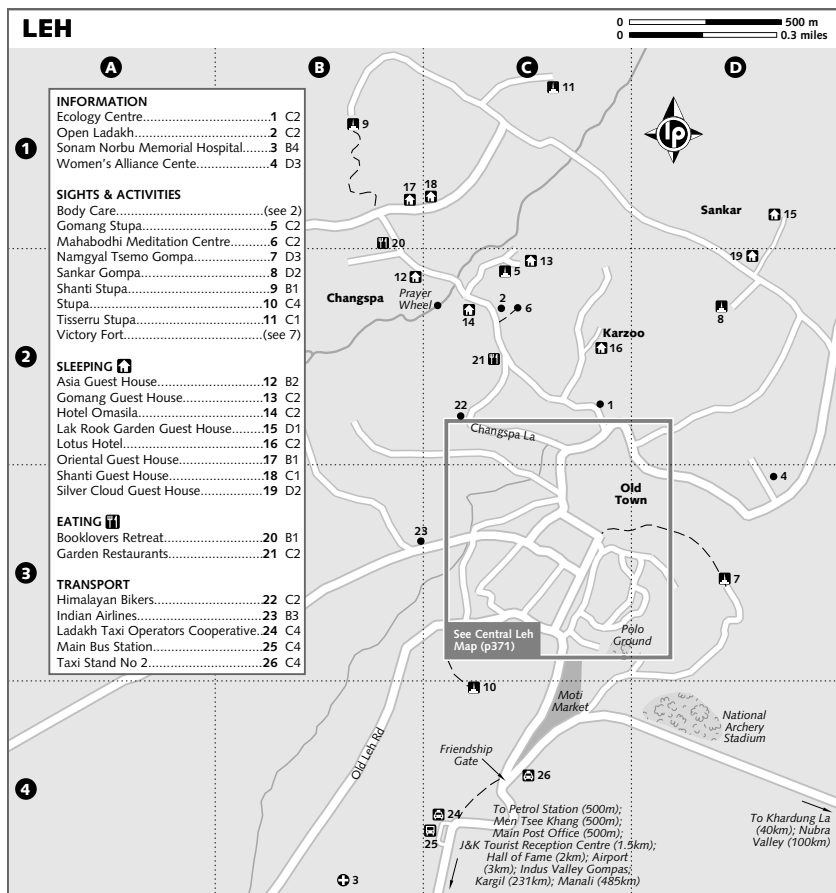 LEH
0 500 m
0 0.3 miles
A B C D
1
2
3
4
INFORMATION
Ecology Centre 1 C2
Open Ladakh 2 C2
Sonam Norbu Memorial Hospital 3 B4
Women's Alliance Cente 4 D3
SIGHTS & ACTIVITIES
Body Care (see 2)
Gomang Stupa 5 C2
Mahabodhi Meditation Centre 6 C2
Namgyal Tsemo Gompa 7 D3
Sankar Gompa 8 D2
Shanti Stupa 9 B1
Stupa 10 C4
Tisserru Stupa 11 C1
Victory Fort (see 7)
SLEEPING
Asia Guest House 12 B2
Gomang Guest House 13 C2
Hotel Omasila 14 C2
Lak Rook Garden Guest House 15 D1
Lotus Hotel 16 C2
Oriental Guest House 17 B1
Shanti Guest House 18 C1
Silver Cloud Guest House 19 D2
EATING
Booklovers Retreat 20 B1
Garden Restaurants 21 C2
TRANSPORT
Himalayan Bikers 22 C2
Indian Airlines 23 B3
Ladakh Taxi Operators Cooperative 24 C4
Main Bus Station 25 C4
Taxi Stand No 2 26 C4
11
9
lp
17 18
Sankar
15
20
19
13
12
5
Changspa
Prayer
Wheel
2 6
14
8
Karzoo
16
21
1
22
Changspa La
4
Old
Town
23
7
See Central Leh
Map (p371)
Polo
Ground
10
Moti
Market
National
Archery
Stadium
Old Leh Rd
Friendship
Gate
26
24
25
3
To Petrol Station (500m);
Men Tsee Khang (500m);
Main Post Office (500m);
J&K Tourist Reception Centre (1.5km);
Hall of Fame (2km); Airport
(3km); Indus Valley Gompas;
Kargil (231km); Manali (485km)
To Khardung La
(40km); Nubra
Valley (100km)